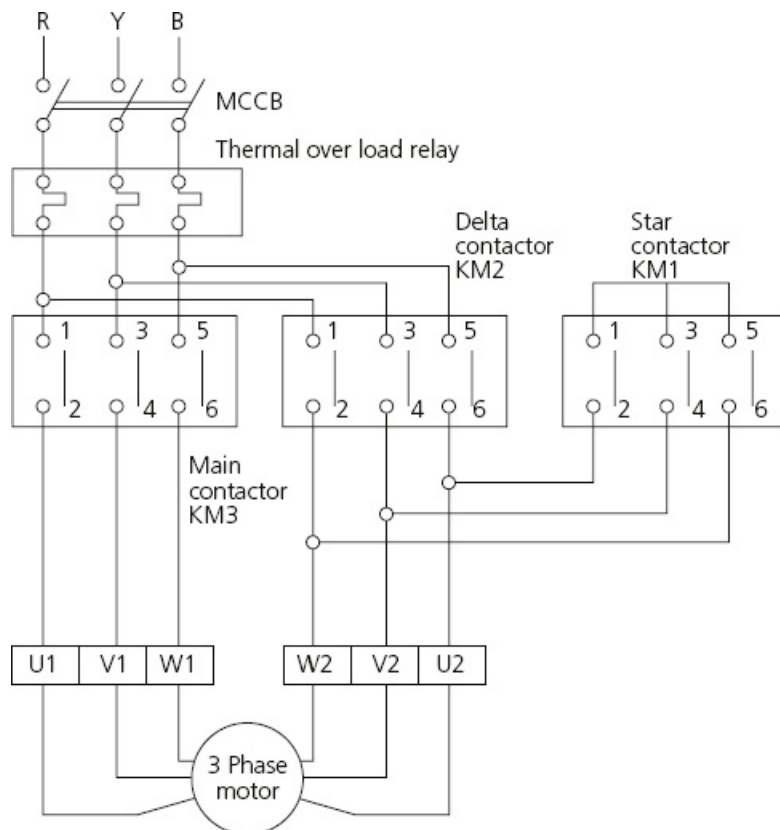 R Y B
MCCB
Thermal over load relay
Delta
contactor
KM2
Star
contactor
KM1
1 3 5 1 3 5 1 3 5
2 4 6 2 4 6 2 4 6
Main
contactor
KM3
U1 V1 W1 W2 V2 U2
3 Phase
motor